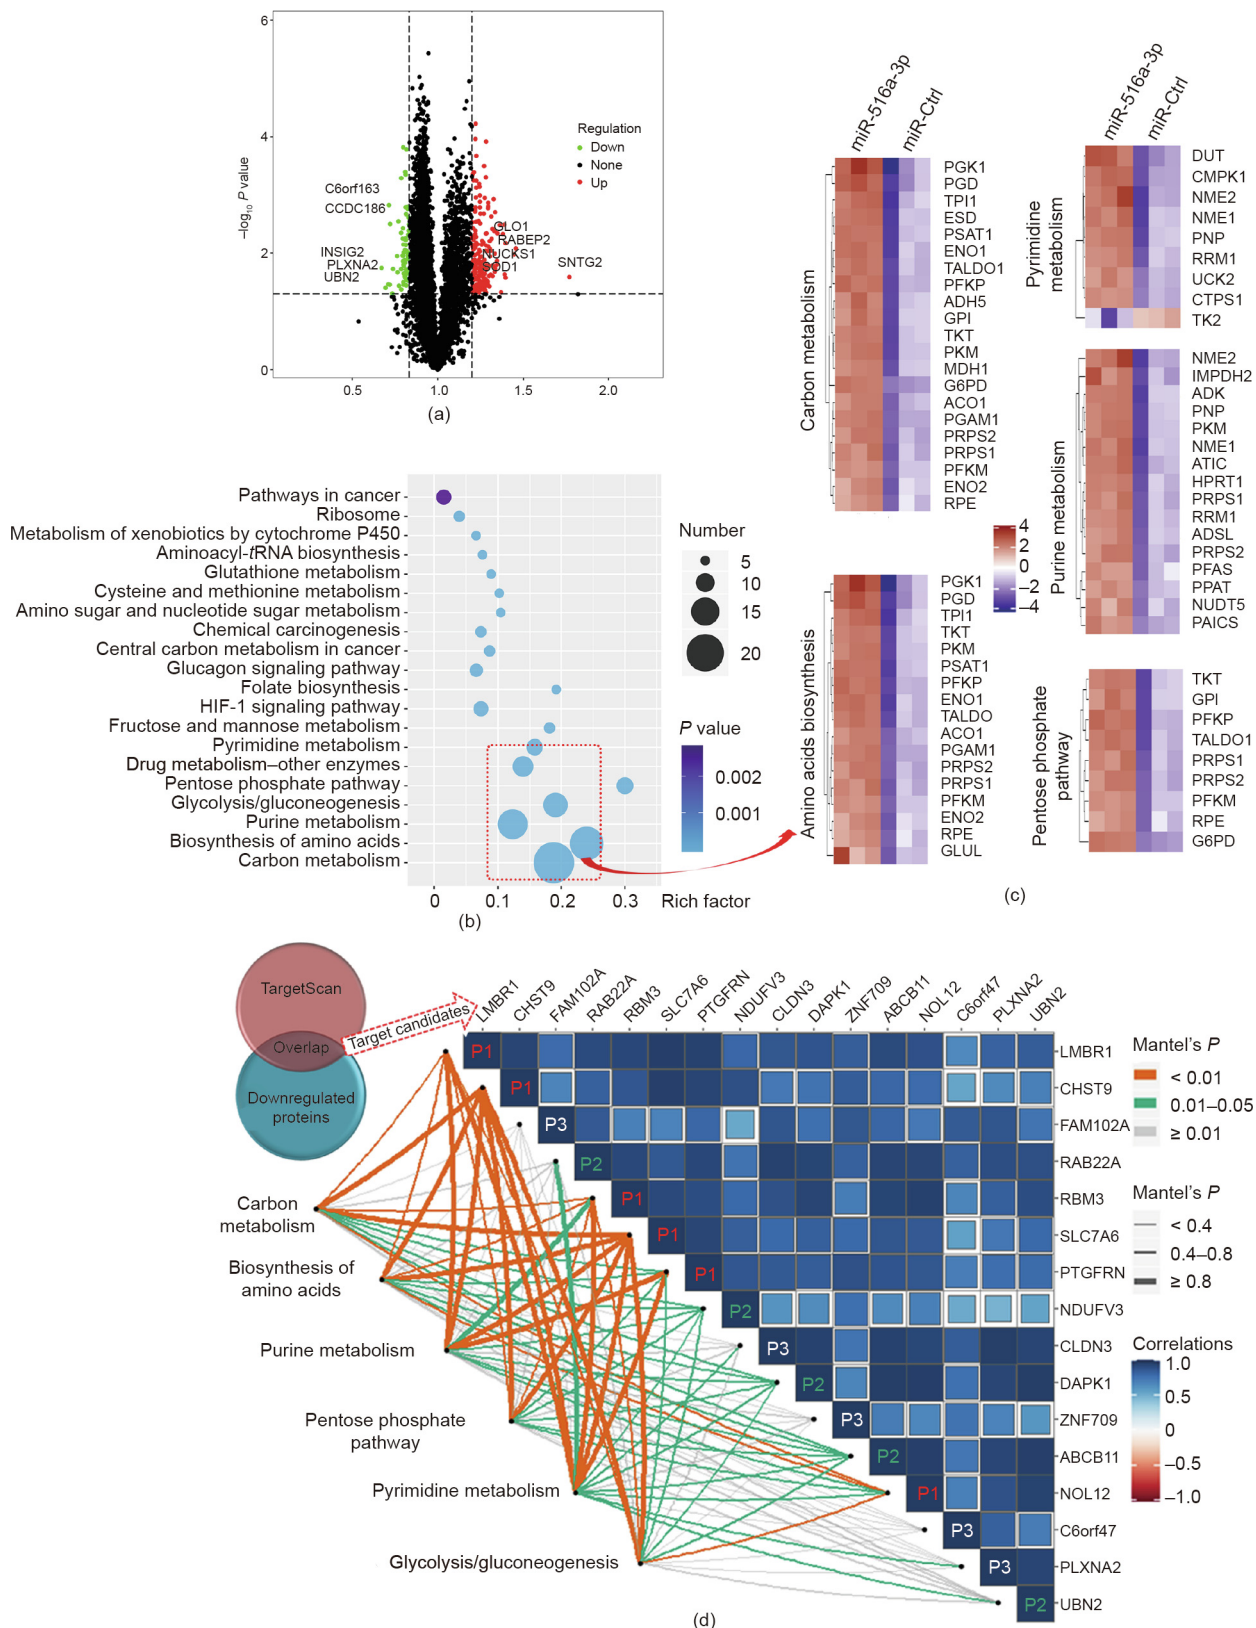 6
4
2
0
−log10 P value
0.5
1.0
1.5
2.0
Regulation
Down
None
Up
C6orf163
CCDC186
INSIG2
PLXNA2
UBN2
GLO1
RABEP2
NUCKS1
SOD1
SNTG2
(a)
Pathways in cancer
Ribosome
Metabolism of xenobiotics by cytochrome P450
Aminoacyl-tRNA biosynthesis
Glutathione metabolism
Cysteine and methionine metabolism
Amino sugar and nucleotide sugar metabolism
Chemical carcinogenesis
Central carbon metabolism in cancer
Glucagon signaling pathway
Folate biosynthesis
HIF-1 signaling pathway
Fructose and mannose metabolism
Pyrimidine metabolism
Drug metabolism–other enzymes
Pentose phosphate pathway
Glycolysis/gluconeogenesis
Purine metabolism
Biosynthesis of amino acids
Carbon metabolism
0
0.1
0.2
0.3
Rich factor
Number
5
10
15
20
P value
0.002
0.001
(b)
miR-516a-3p
miR-Ctrl
Carbon metabolism
PGK1
PGD
TPI1
ESD
PSAT1
ENO1
TALDO1
PFKP
ADH5
GPI
TKT
PKM
MDH1
G6PD
ACO1
PGAM1
PRPS2
PRPS1
PFKM
ENO2
RPE
Amino acids biosynthesis
PGK1
PGD
TPI1
TKT
PKM
PSAT1
PFKP
ENO1
TALDO
ACO1
PGAM1
PRPS2
PRPS1
PFKM
ENO2
RPE
GLUL
4
2
0
−2
−4
miR-516a-3p
miR-Ctrl
Pyrimidine
metabolism
DUT
CMPK1
NME2
NME1
PNP
RRM1
UCK2
CTPS1
TK2
Purine metabolism
NME2
IMPDH2
ADK
PNP
PKM
NME1
ATIC
HPRT1
PRPS1
RRM1
ADSL
PRPS2
PFAS
PPAT
NUDT5
PAICS
Pentose phosphate
pathway
TKT
GPI
PFKP
TALDO1
PRPS1
PRPS2
PFKM
RPE
G6PD
(c)
TargetScan
Overlap
Downregulated
proteins
Target candidates
LMBR1
CHST9
FAM102A
RAB22A
RBM3
SLC7A6
PTGFRN
NDUFV3
CLDN3
DAPK1
ZNF709
ABCB11
NOL12
C6orf47
PLXNA2
UBN2
P1
P1
P3
P2
P1
P1
P1
P2
P3
P2
P3
P2
P1
P3
P3
P2
LMBR1
CHST9
FAM102A
RAB22A
RBM3
SLC7A6
PTGFRN
NDUFV3
CLDN3
DAPK1
ZNF709
ABCB11
NOL12
C6orf47
PLXNA2
UBN2
Carbon
metabolism
Biosynthesis of
amino acids
Purine metabolism
Pentose phosphate
pathway
Pyrimidine metabolism
Glycolysis/gluconeogenesis
Mantel's P
< 0.01
0.01–0.05
≥ 0.01
Mantel's P
< 0.4
0.4–0.8
≥ 0.8
Correlations
1.0
0.5
0
−0.5
−1.0
(d)